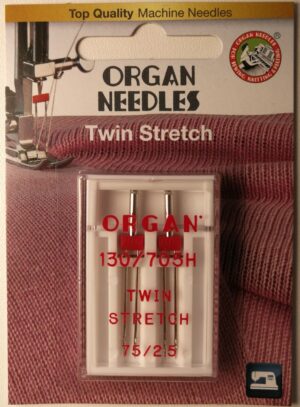 Top Quality Machine Needles
ORGAN
NEEDLES
Twin Stretch
ORGAN
130/705H
TWIN
STRETCH
75/2.5